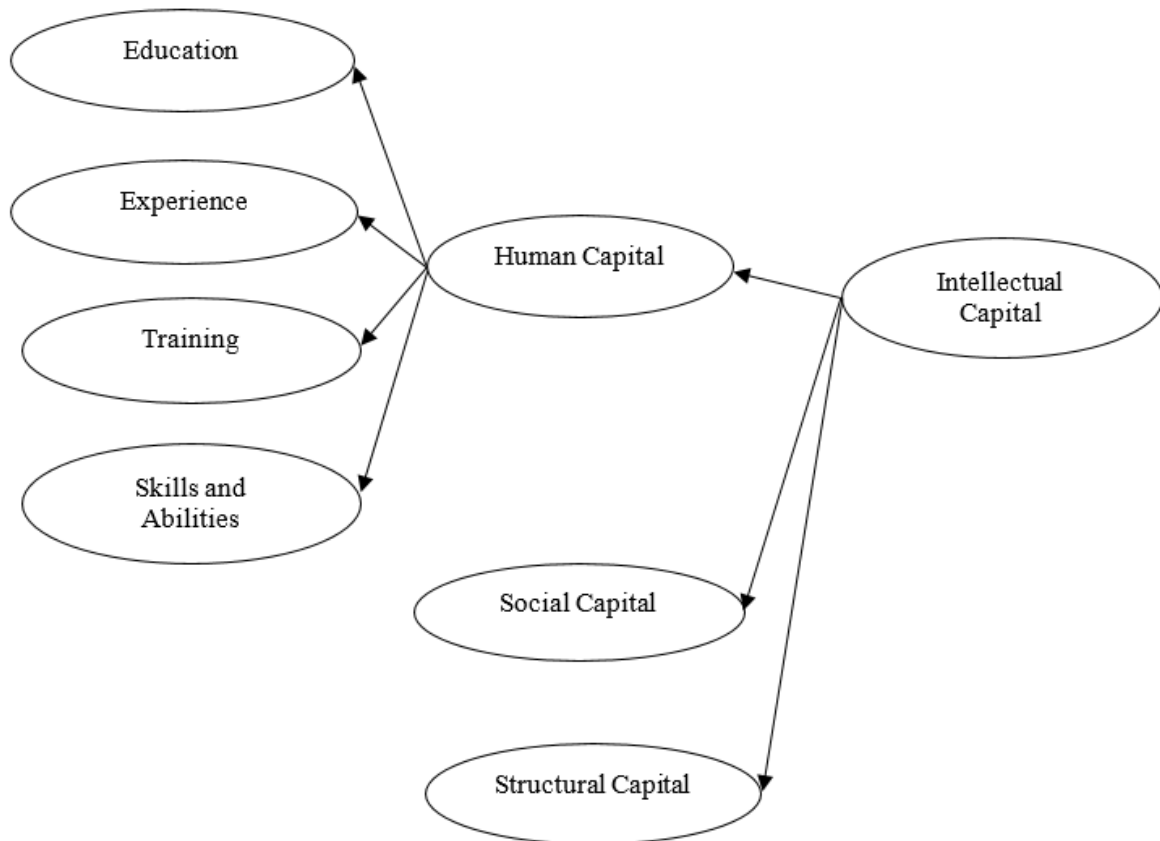 Education
Experience
Training
Skills and
Abilities
Human Capital
Intellectual
Capital
Social Capital
Structural Capital